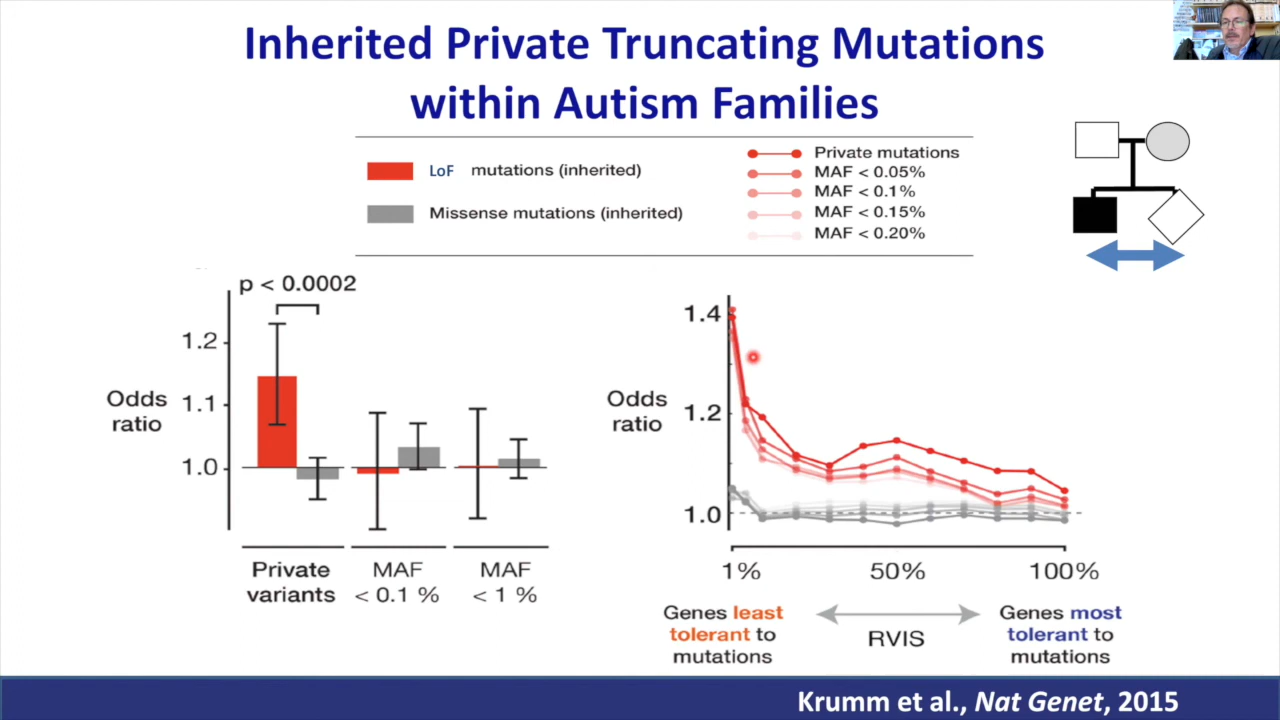 Inherited Private Truncating Mutations
within Autism Families
LoF mutations (inherited)
Missense mutations (inherited)
Private mutations
MAF < 0.05%
MAF < 0.1%
MAF < 0.15%
MAF < 0.20%
p < 0.0002
1.2
1.1
1.0
Odds
ratio
Private
variants
MAF
< 0.1 %
MAF
< 1 %
1.4
1.2
1.0
Odds
ratio
1%
50%
100%
Genes least
tolerant to
mutations
RVIS
Genes most
tolerant to
mutations
Krumm et al., Nat Genet, 2015